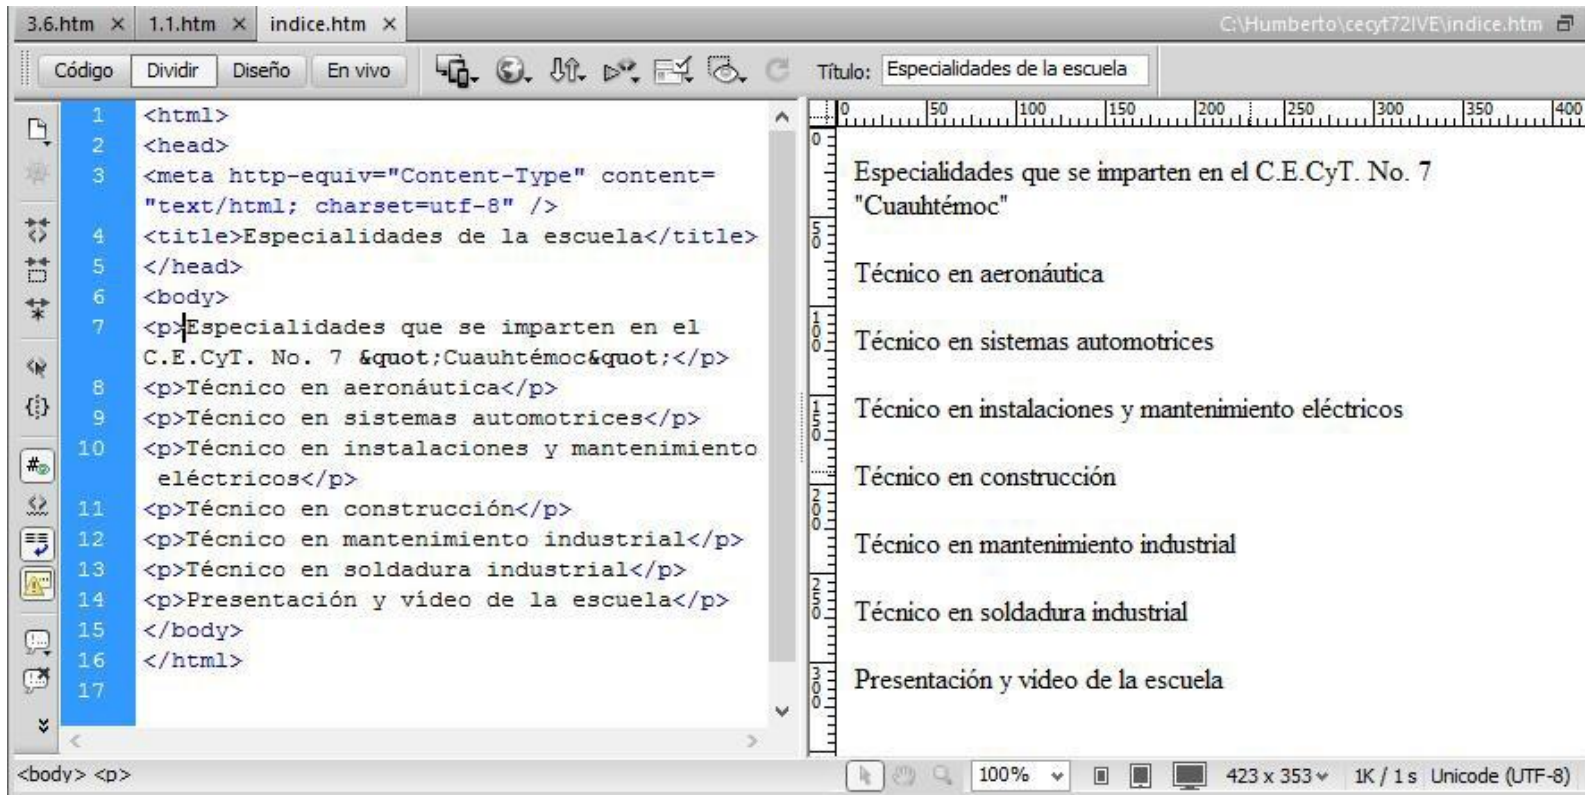 3.6.htm × 1.1.htm × indice.htm × C:\Humberto\cecyt72IVE\indice.htm
Código Dividir Diseño En vivo Título: Especialidades de la escuela
1 <html>
2 <head>
3 <meta http-equiv="Content-Type" content=
"text/html; charset=utf-8" />
4 <title>Especialidades de la escuela</title>
5 </head>
6 <body>
7 <p>Especialidades que se imparten en el
C.E.CyT. No. 7 &quot;Cuauhtémoc&quot;</p>
8 <p>Técnico en aeronáutica</p>
9 <p>Técnico en sistemas automotrices</p>
10 <p>Técnico en instalaciones y mantenimiento
eléctricos</p>
11 <p>Técnico en construcción</p>
12 <p>Técnico en mantenimiento industrial</p>
13 <p>Técnico en soldadura industrial</p>
14 <p>Presentación y vídeo de la escuela</p>
15 </body>
16 </html>
17
0 50 100 150 200 250 300 350 400
0
50
100
150
200
250
300
Especialidades que se imparten en el C.E.CyT. No. 7
"Cuauhtémoc"
Técnico en aeronáutica
Técnico en sistemas automotrices
Técnico en instalaciones y mantenimiento eléctricos
Técnico en construcción
Técnico en mantenimiento industrial
Técnico en soldadura industrial
Presentación y vídeo de la escuela
<body> <p> 100% 423 x 353 1K / 1 s Unicode (UTF-8)